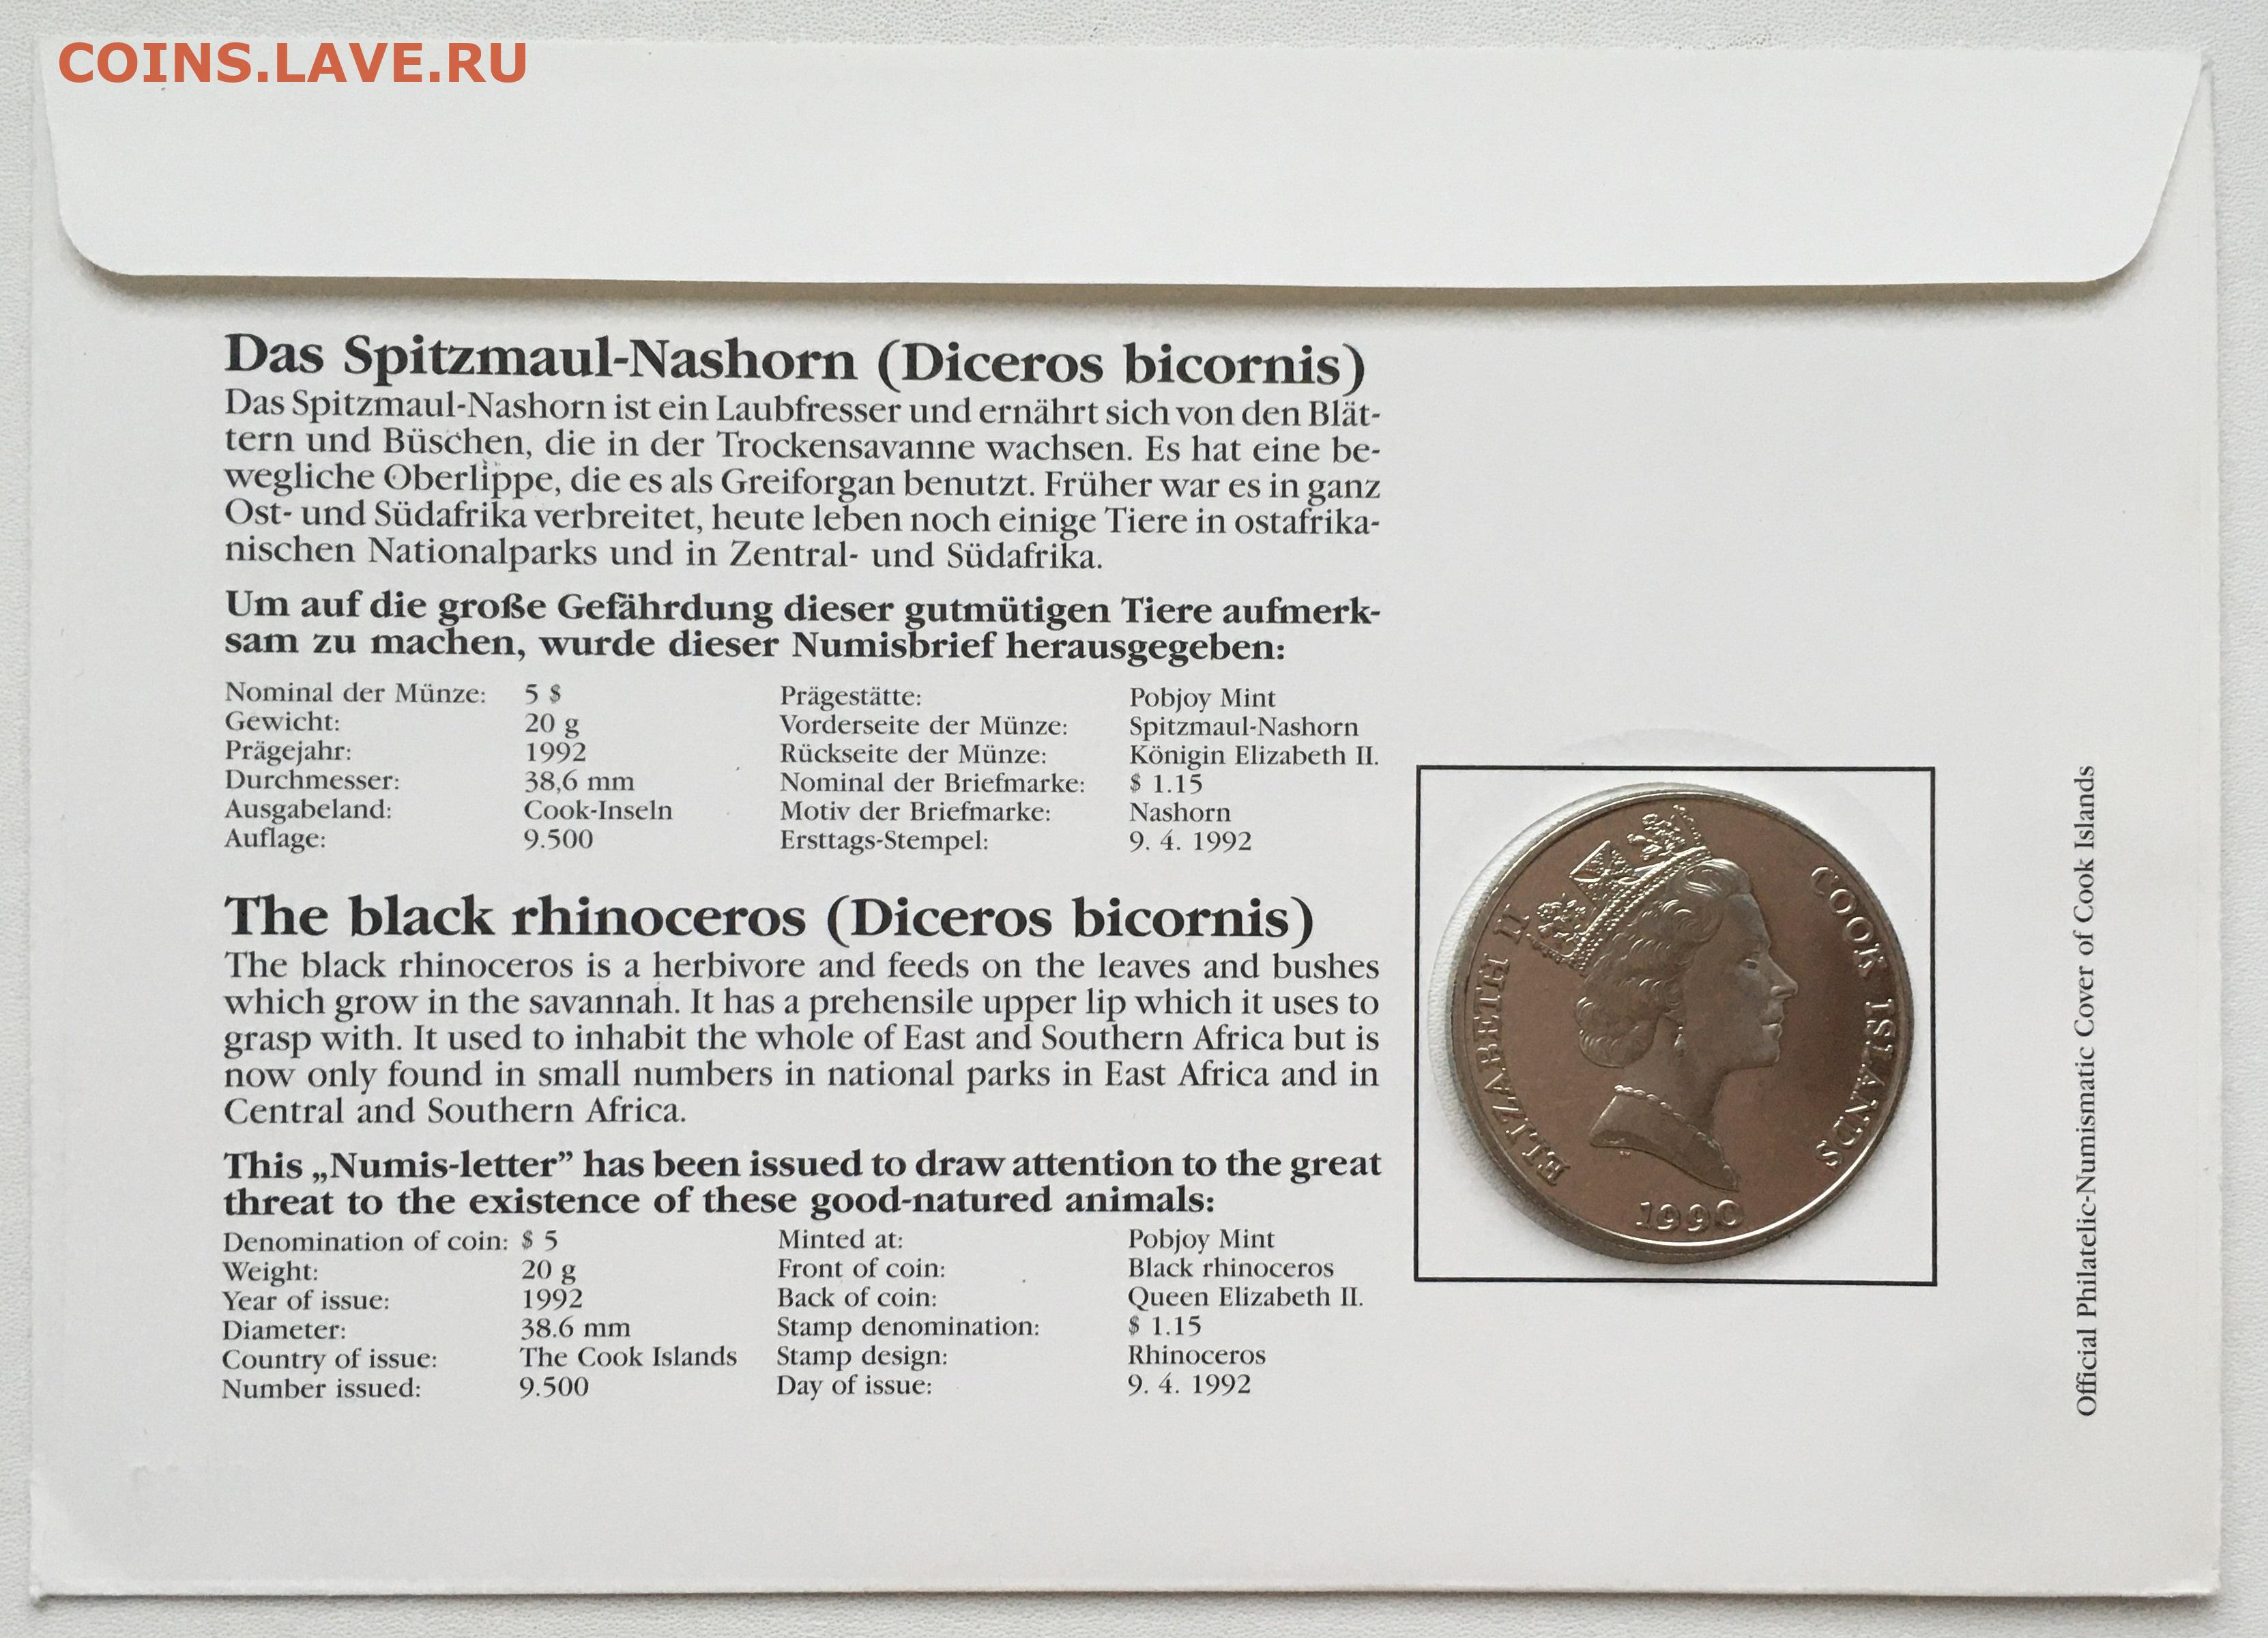 COINS.LAVE.RU
Das Spitzmaul-Nashorn (Diceros bicornis)
Das Spitzmaul-Nashorn ist ein Laubfresser und ernährt sich von den Blät-
tern und Büschen, die in der Trockensavanne wachsen. Es hat eine be-
wegliche Oberlippe, die es als Greiforgan benutzt. Früher war es in ganz
Ost- und Südafrika verbreitet, heute leben noch einige Tiere in ostafrika-
nischen Nationalparks und in Zentral- und Südafrika.
Um auf die große Gefährdung dieser gutmütigen Tiere aufmerk-
sam zu machen, wurde dieser Numisbrief herausgegeben:
Nominal der Münze: 5 $ Prägestätte: Pobjoy Mint
Gewicht: 20 g Vorderseite der Münze: Spitzmaul-Nashorn
Prägejahr: 1992 Rückseite der Münze: Königin Elizabeth II.
Durchmesser: 38,6 mm Nominal der Briefmarke: $ 1.15
Ausgabeland: Cook-Inseln Motiv der Briefmarke: Nashorn
Auflage: 9.500 Ersttags-Stempel: 9. 4. 1992
The black rhinoceros (Diceros bicornis)
The black rhinoceros is a herbivore and feeds on the leaves and bushes
which grow in the savannah. It has a prehensile upper lip which it uses to
grasp with. It used to inhabit the whole of East and Southern Africa but is
now only found in small numbers in national parks in East Africa and in
Central and Southern Africa.
This „Numis-letter” has been issued to draw attention to the great
threat to the existence of these good-natured animals:
Denomination of coin: $ 5 Minted at: Pobjoy Mint
Weight: 20 g Front of coin: Black rhinoceros
Year of issue: 1992 Back of coin: Queen Elizabeth II.
Diameter: 38.6 mm Stamp denomination: $ 1.15
Country of issue: The Cook Islands Stamp design: Rhinoceros
Number issued: 9.500 Day of issue: 9. 4. 1992
ELIZABETH II
COOK ISLANDS
1990
Official Philatelic-Numismatic Cover of Cook Islands